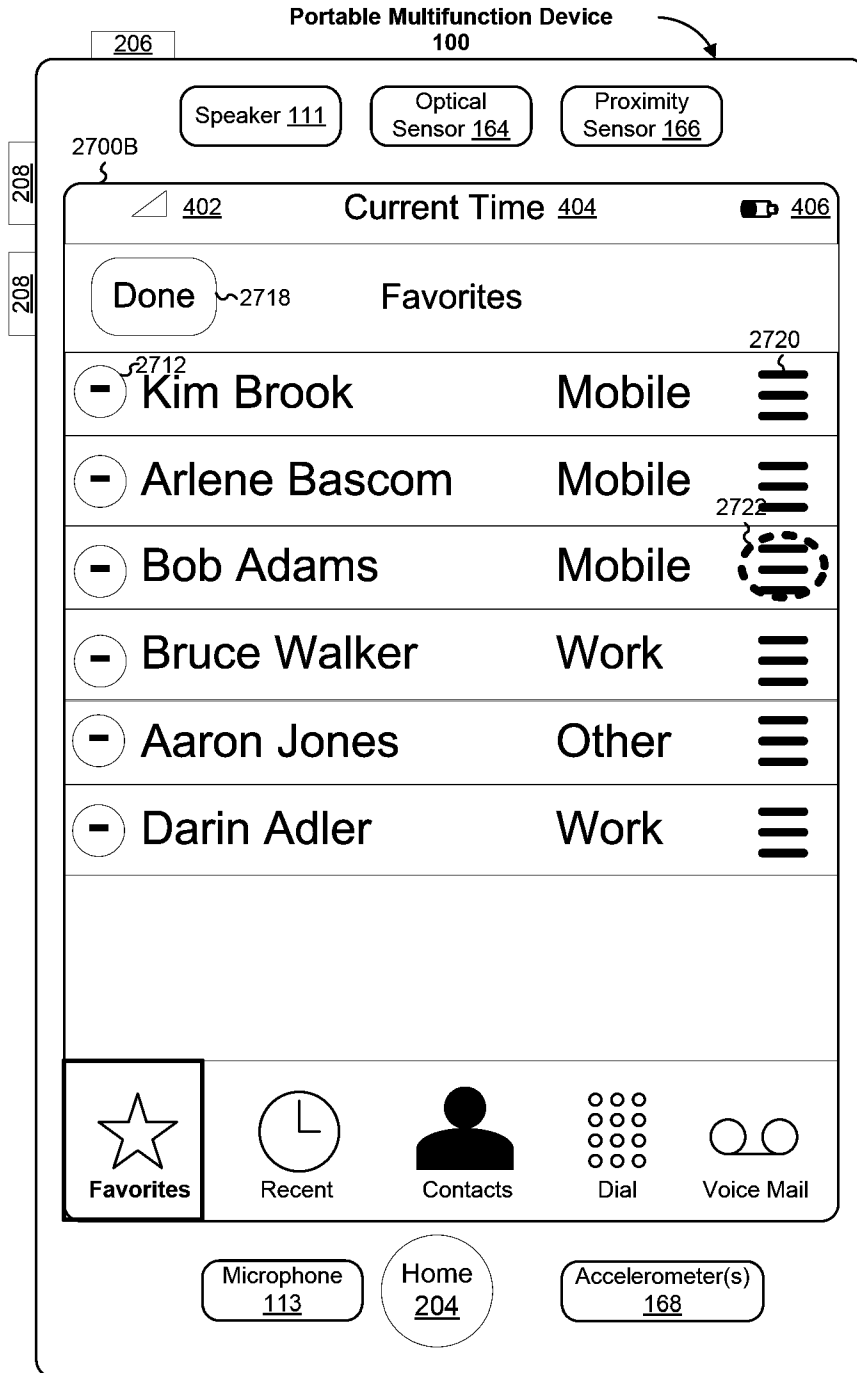 Portable Multifunction Device
100
206
Speaker 111
Optical
Sensor 164
Proximity
Sensor 166
2700B
208
402
Current Time 404
406
208
Done
2718
Favorites
2720
2712
- Kim Brook Mobile
- Arlene Bascom Mobile
2722
- Bob Adams Mobile
- Bruce Walker Work
- Aaron Jones Other
- Darin Adler Work
Favorites
Recent
Contacts
Dial
Voice Mail
Microphone
113
Home
204
Accelerometer(s)
168